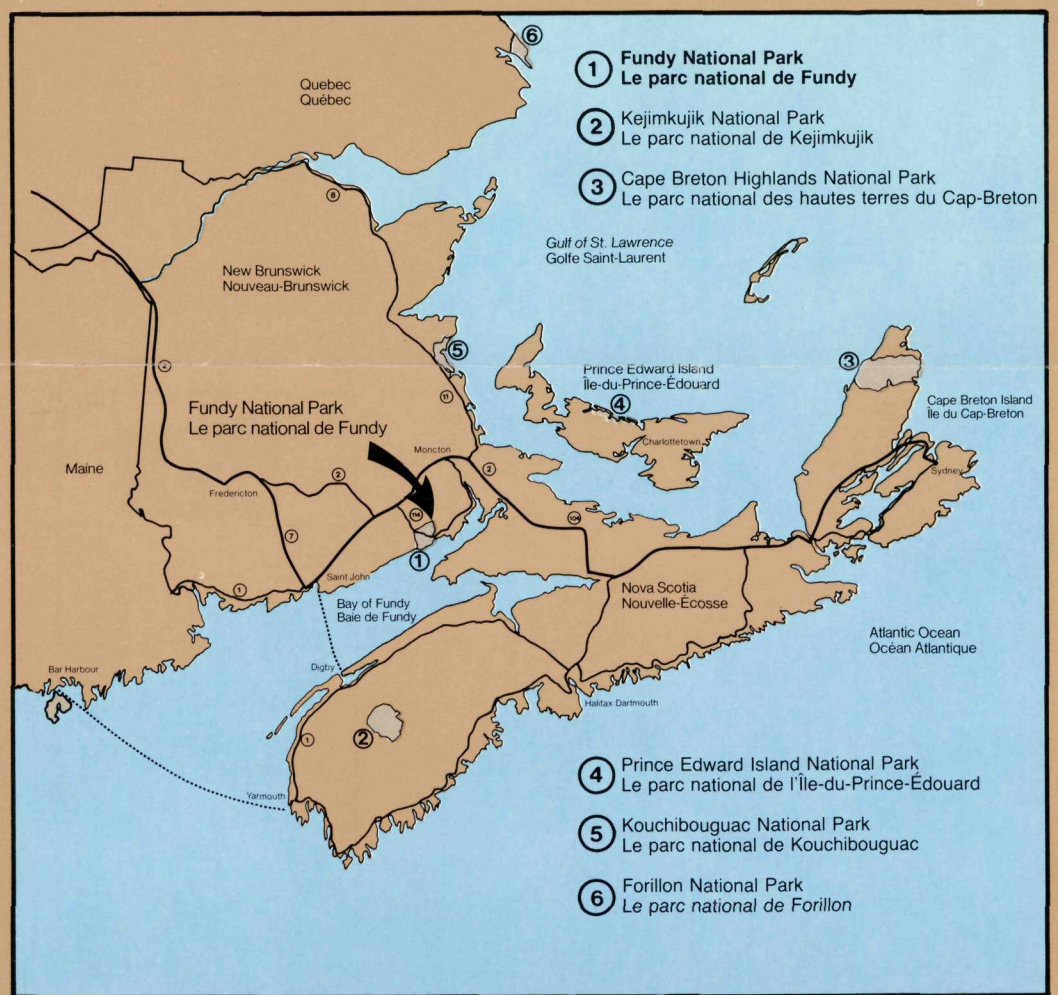 6
1
Fundy National Park
Le parc national de Fundy
2
Kejimkujik National Park
Le parc national de Kejimkujik
3
Cape Breton Highlands National Park
Le parc national des hautes terres du Cap-Breton
Quebec
Québec
8
Gulf of St. Lawrence
Golfe Saint-Laurent
New Brunswick
Nouveau-Brunswick
5
3
2
Prince Edward Island
Île-du-Prince-Édouard
4
11
Cape Breton Island
Île du Cap-Breton
Fundy National Park
Le parc national de Fundy
Charlottetown
Moncton
Maine
2
2
Sydney
Fredericton
114
104
7
1
Saint John
1
Nova Scotia
Nouvelle-Écosse
Bay of Fundy
Baie de Fundy
Atlantic Ocean
Océan Atlantique
Bar Harbour
Digby
Halifax Dartmouth
2
1
Yarmouth
4
Prince Edward Island National Park
Le parc national de l'Île-du-Prince-Édouard
5
Kouchibouguac National Park
Le parc national de Kouchibouguac
6
Forillon National Park
Le parc national de Forillon